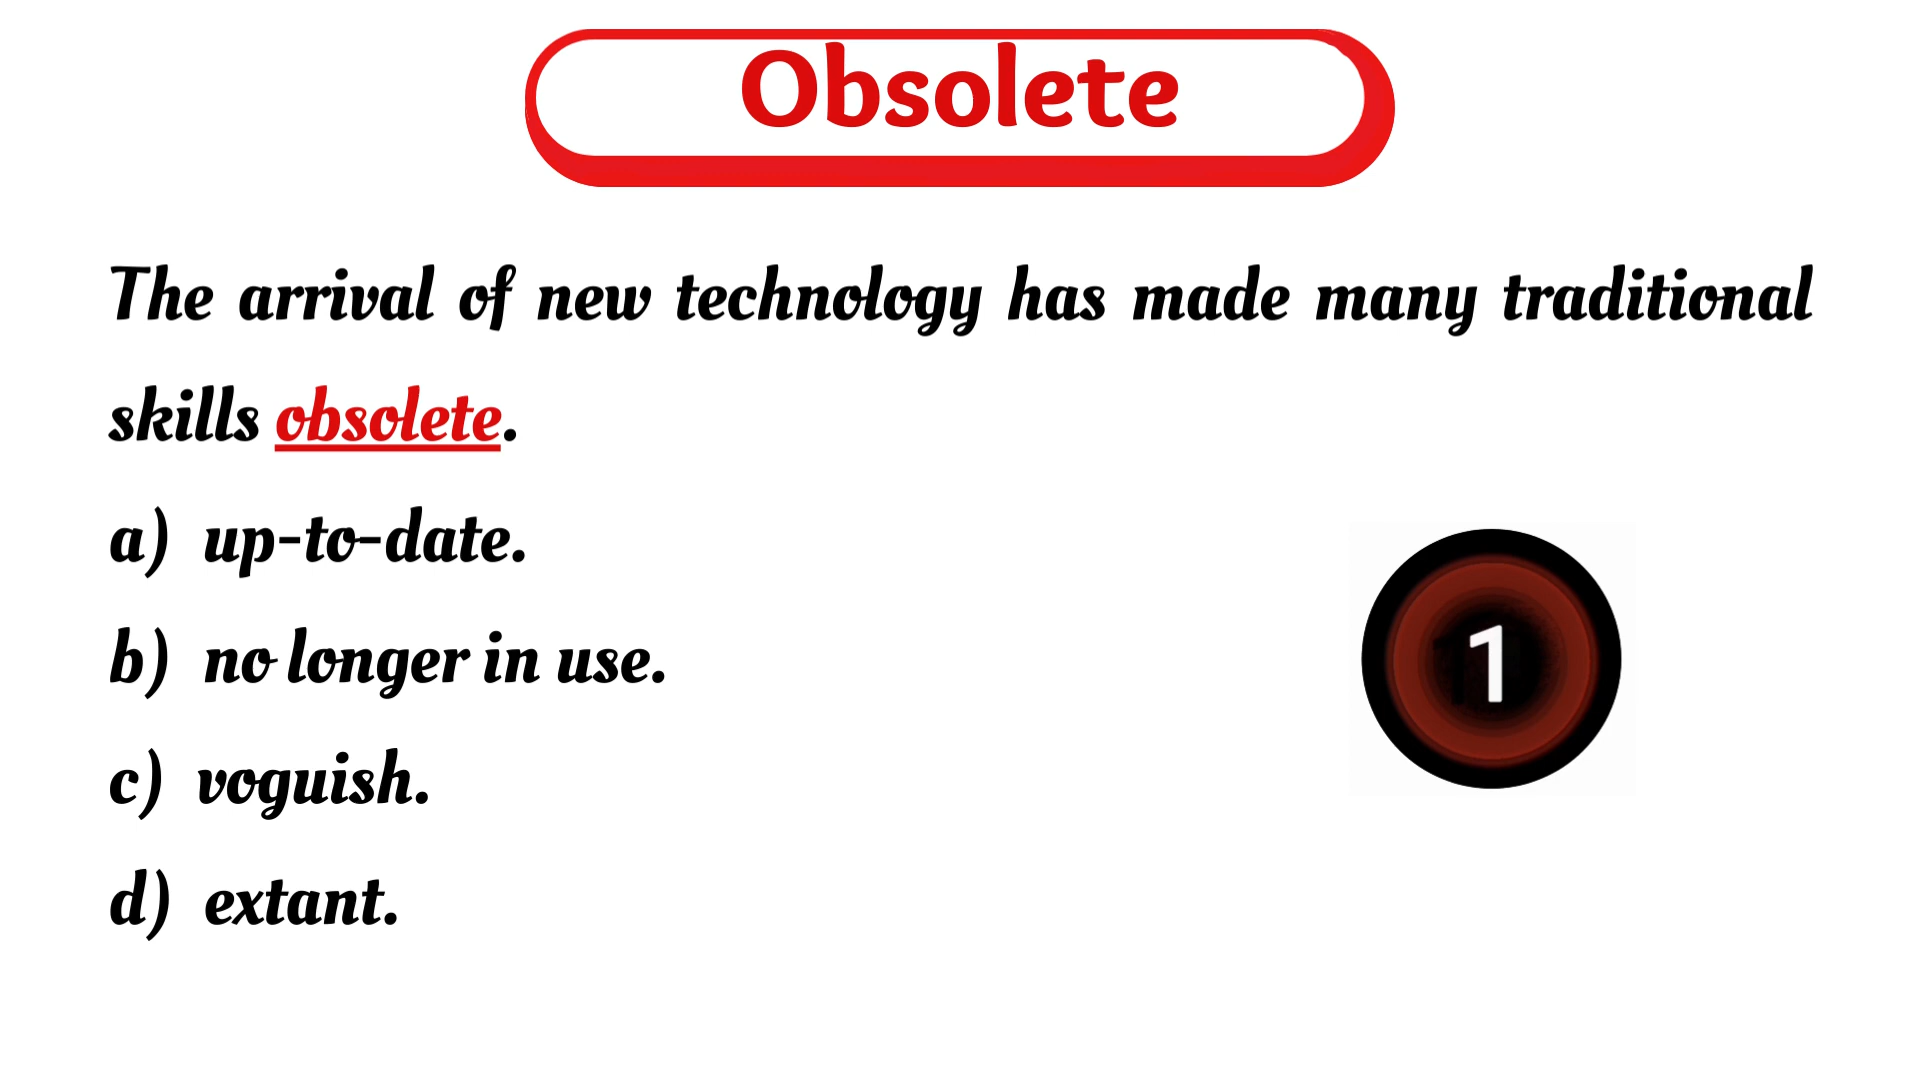 Obsolete
The arrival of new technology has made many traditional
skills obsolete.
a) up-to-date.
b) no longer in use.
c) voguish.
d) extant.
1